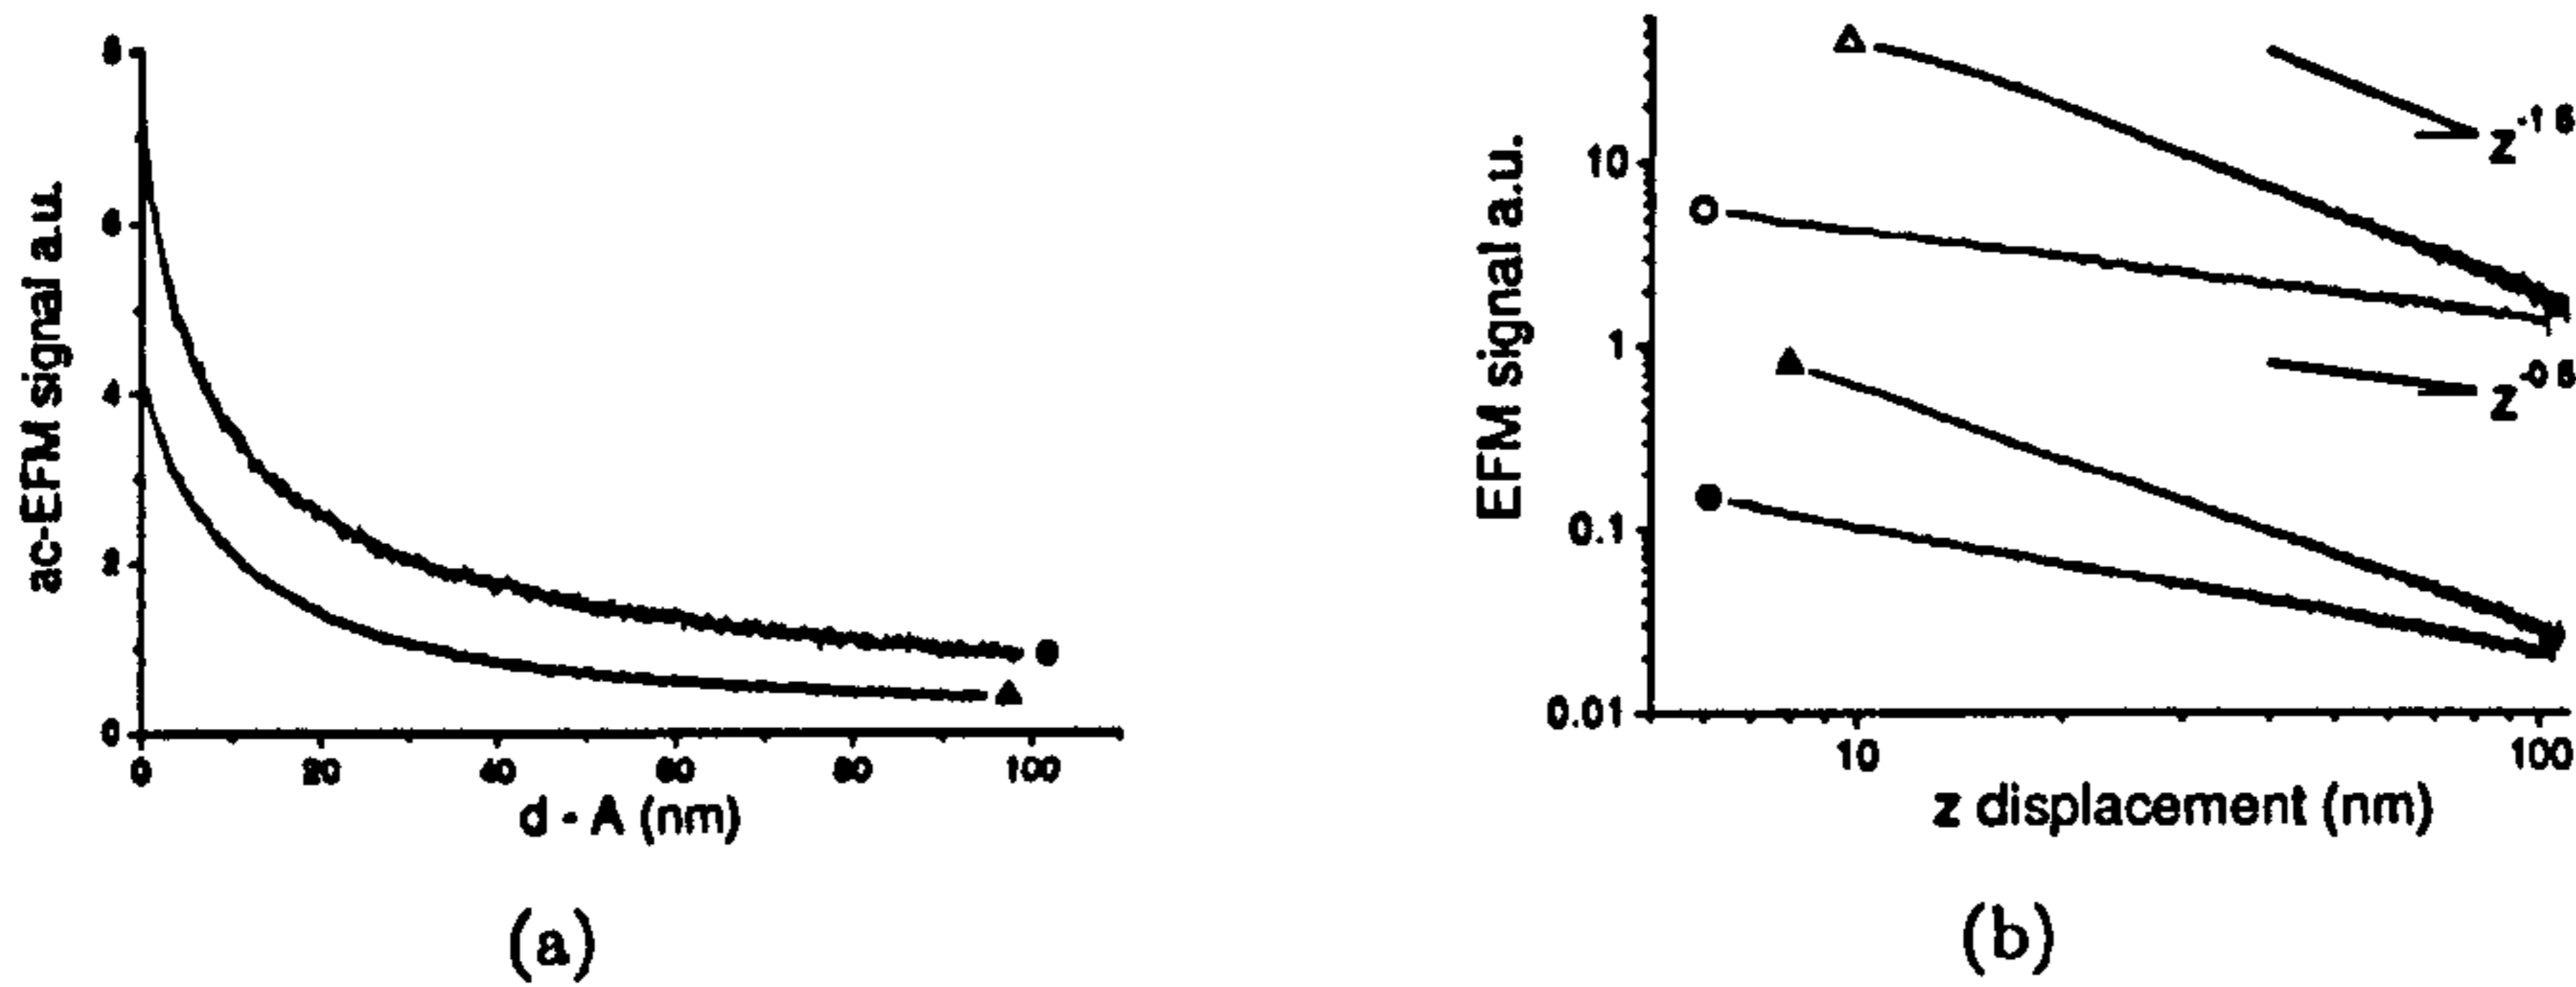 8
6
4
2
0
0 20 40 60 80 100
ac-EFM signal a.u.
d - A (nm)
(a)
10
1
0.1
0.01
10 100
EFM signal a.u.
z displacement (nm)
(b)